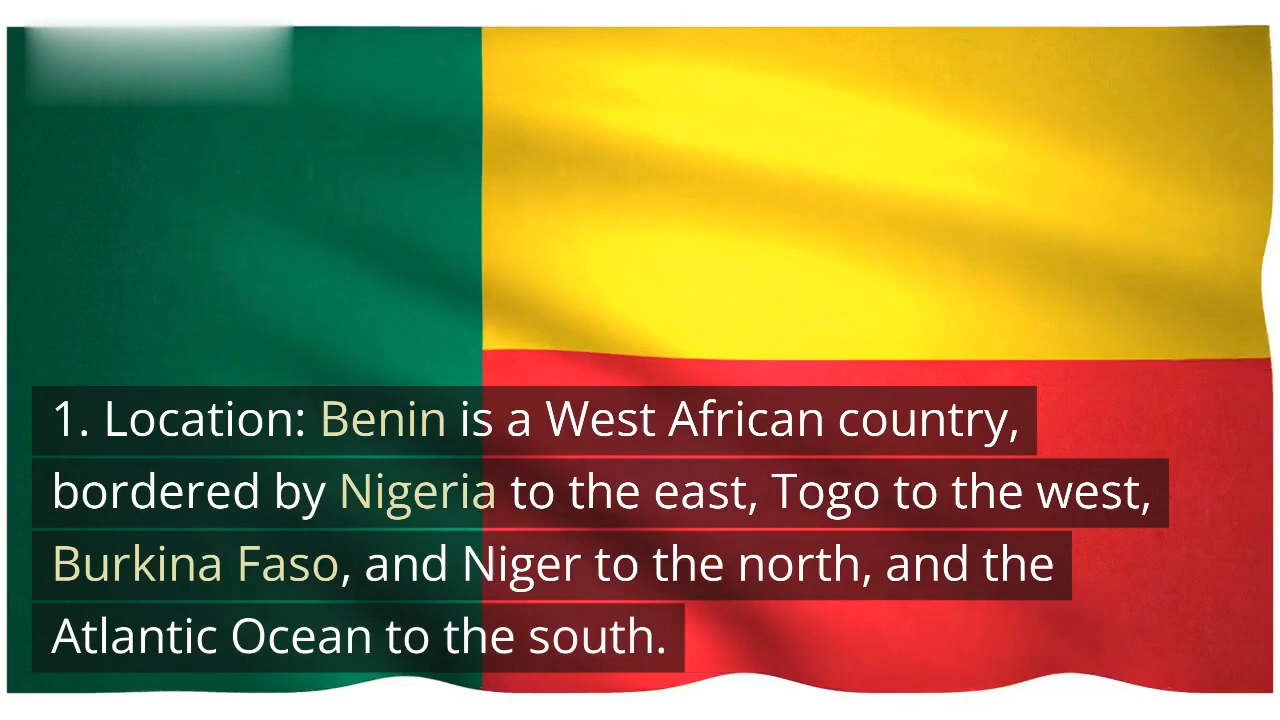 1. Location: Benin is a West African country,
bordered by Nigeria to the east, Togo to the west,
Burkina Faso, and Niger to the north, and the
Atlantic Ocean to the south.